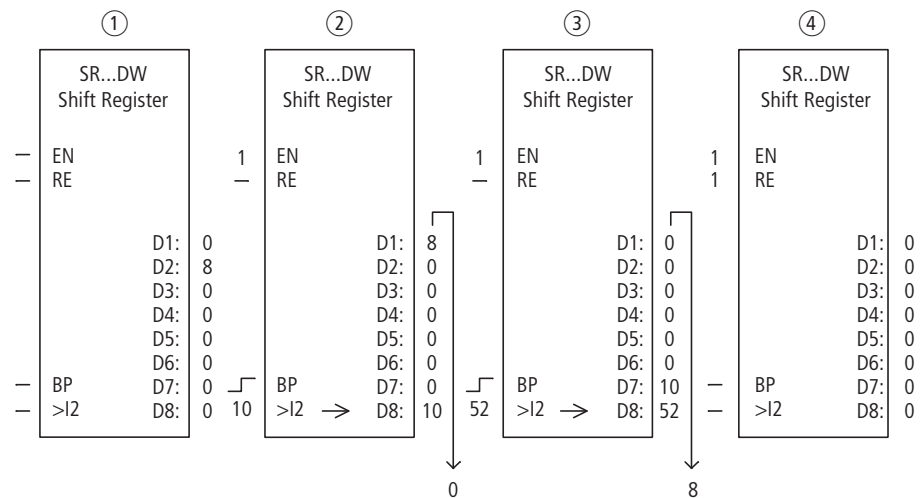 ① ② ③ ④
SR...DW SR...DW SR...DW SR...DW
Shift Register Shift Register Shift Register Shift Register
– EN 1 EN 1 EN 1 EN
– RE – RE – RE 1 RE
D1: 0 D1: 8 D1: 0 D1: 0
D2: 8 D2: 0 D2: 0 D2: 0
D3: 0 D3: 0 D3: 0 D3: 0
D4: 0 D4: 0 D4: 0 D4: 0
D5: 0 D5: 0 D5: 0 D5: 0
D6: 0 D6: 0 D6: 0 D6: 0
– BP D7: 0 BP D7: 0 BP D7: 10 – BP D7: 0
– >I2 D8: 0 10 >I2 → D8: 10 52 >I2 → D8: 52 – >I2 D8: 0
0 8